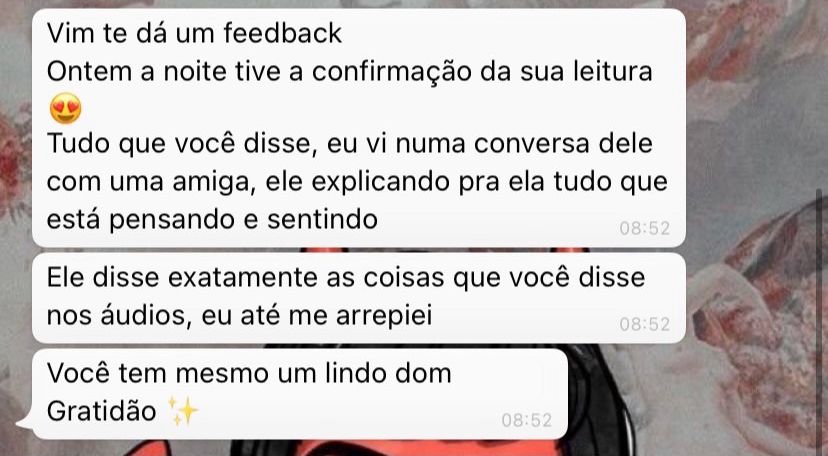 Vim te dá um feedback
Ontem a noite tive a confirmação da sua leitura
😍
Tudo que você disse, eu vi numa conversa dele
com uma amiga, ele explicando pra ela tudo que
está pensando e sentindo
08:52
Ele disse exatamente as coisas que você disse
nos áudios, eu até me arrepiei
08:52
Você tem mesmo um lindo dom
Gratidão ✨
08:52